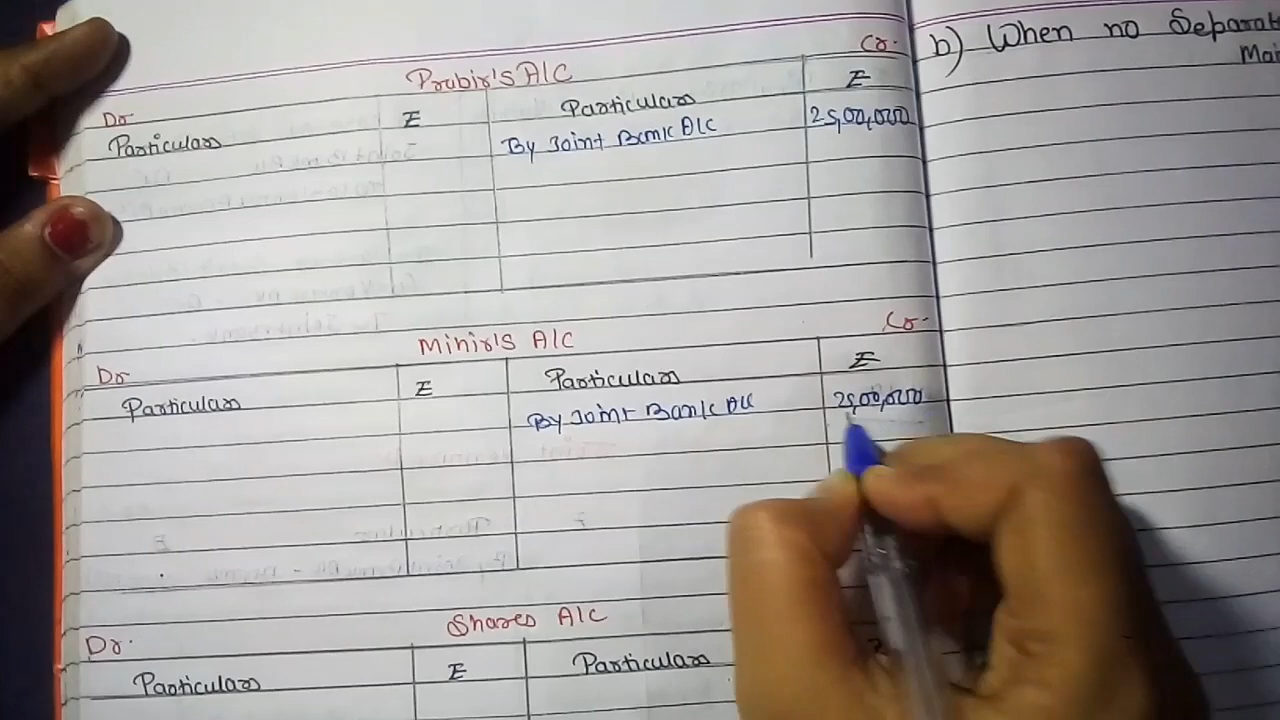 Prabir's A/C
Cr.
Dr
Particulars ₹ Particulars ₹
By Joint Bank A/C 25,00,000
Minir's A/C
Cr.
Dr
Particulars ₹ Particulars ₹
By Joint Bank A/C 25,00,000
Shares A/C
Dr.
Particulars ₹ Particulars
b) When no Separat
Mai